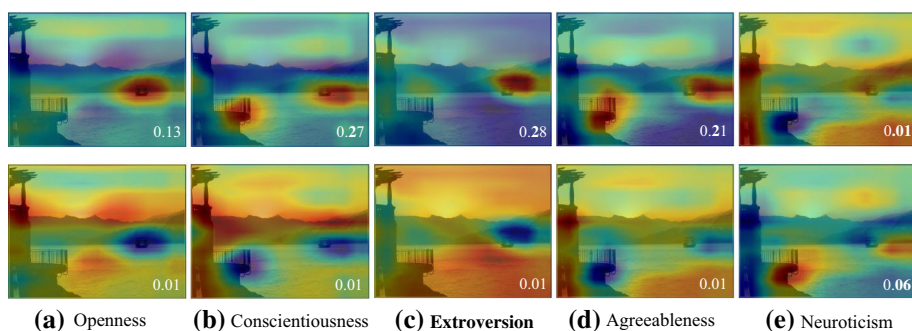 0.13 0.27 0.28 0.21 0.01
0.01 0.01 0.01 0.01 0.06
(a) Openness (b) Conscientiousness (c) Extroversion (d) Agreeableness (e) Neuroticism